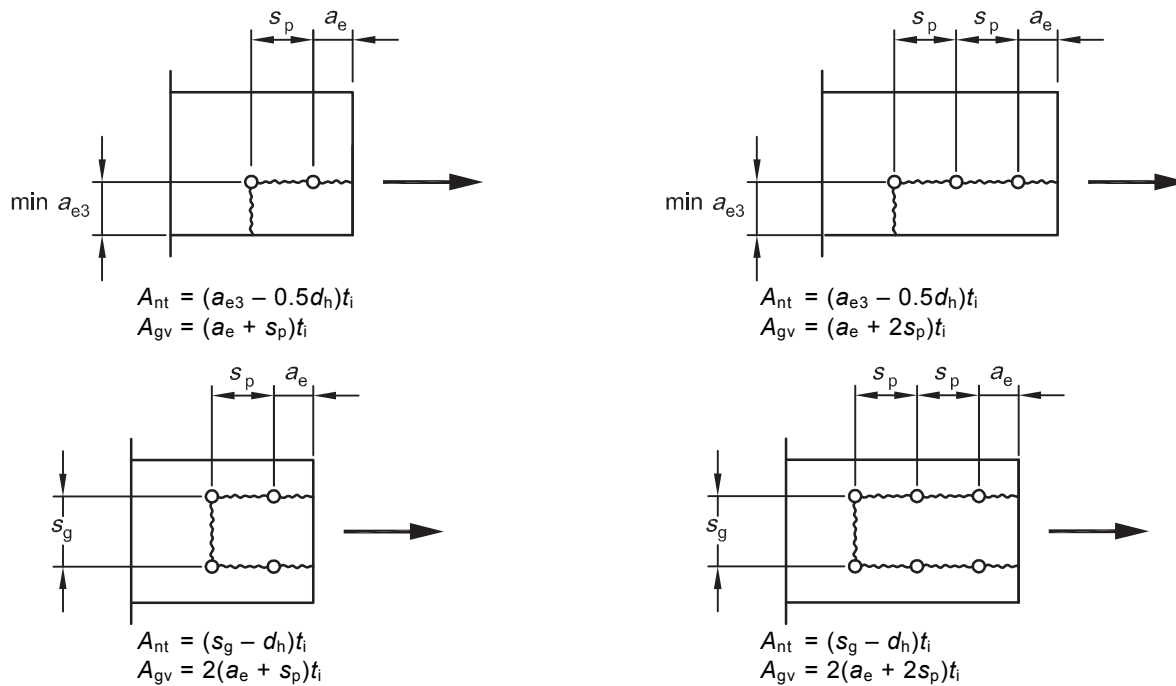 s_p a_e
min a_e3
A_nt = (a_e3 – 0.5d_h)t_i
A_gv = (a_e + s_p)t_i
s_p s_p a_e
min a_e3
A_nt = (a_e3 – 0.5d_h)t_i
A_gv = (a_e + 2s_p)t_i
s_p a_e
s_g
A_nt = (s_g – d_h)t_i
A_gv = 2(a_e + s_p)t_i
s_p s_p a_e
s_g
A_nt = (s_g – d_h)t_i
A_gv = 2(a_e + 2s_p)t_i